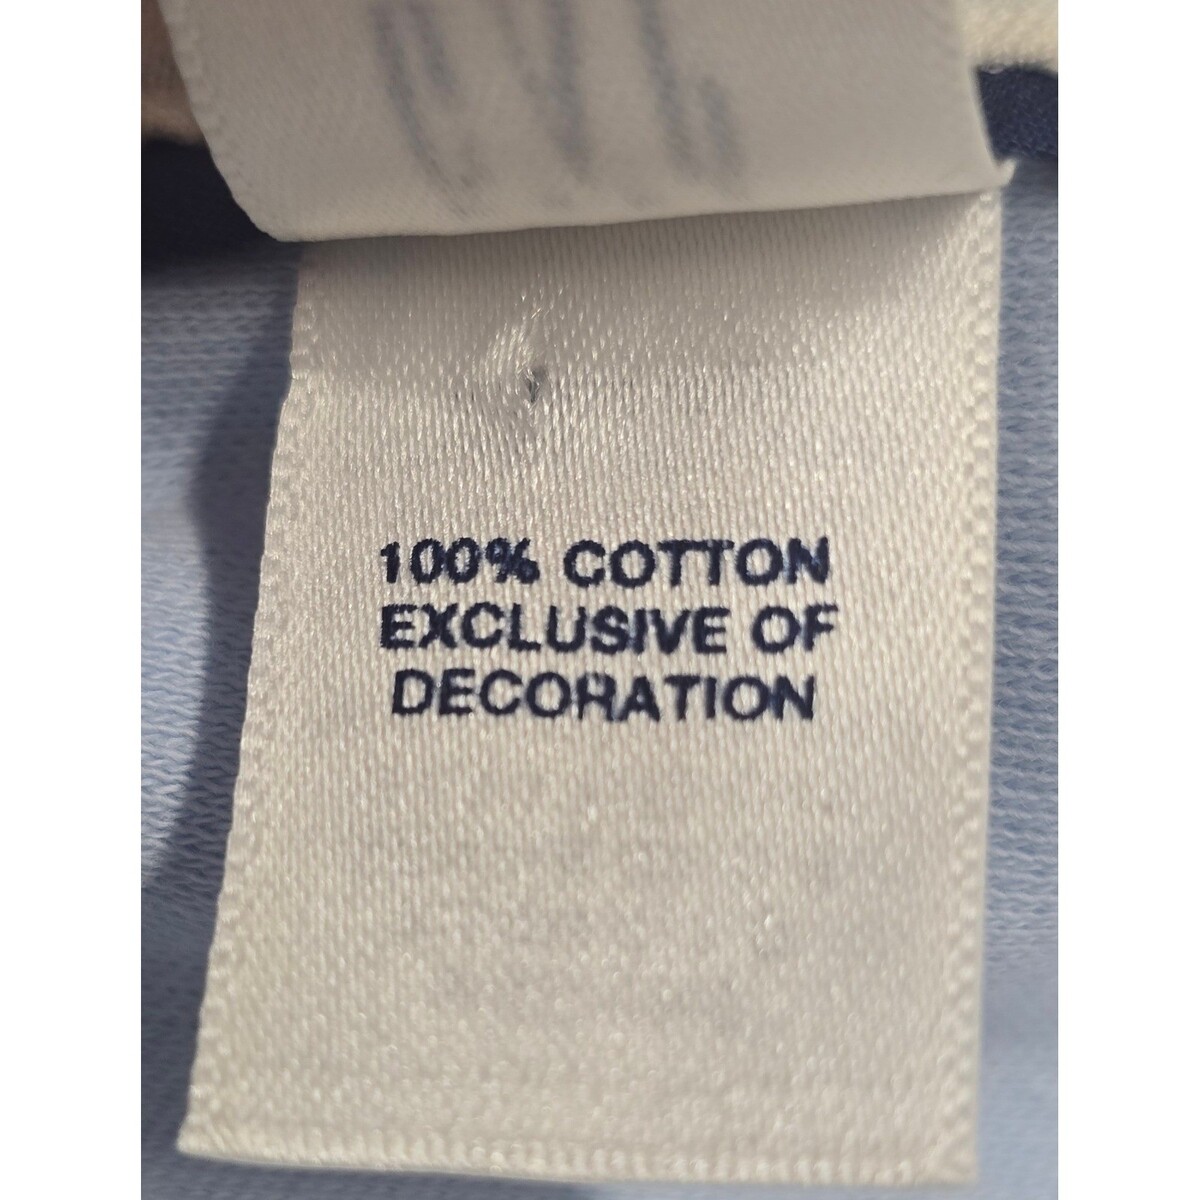 100% COTTON
EXCLUSIVE OF
DECORATION